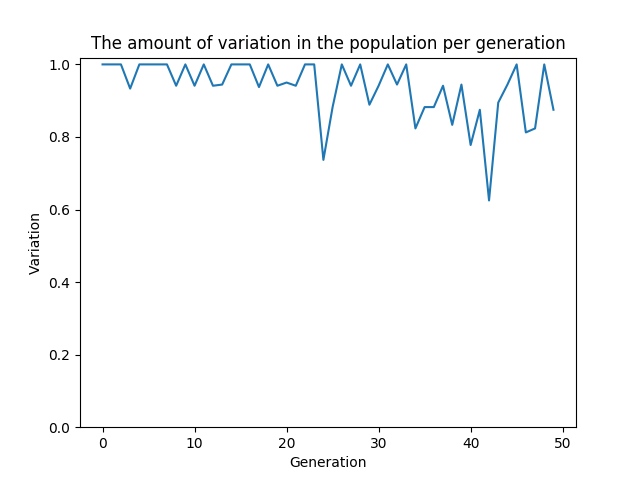 The amount of variation in the population per generation
1.0
0.8
0.6
0.4
0.2
0.0
Variation
0 10 20 30 40 50
Generation